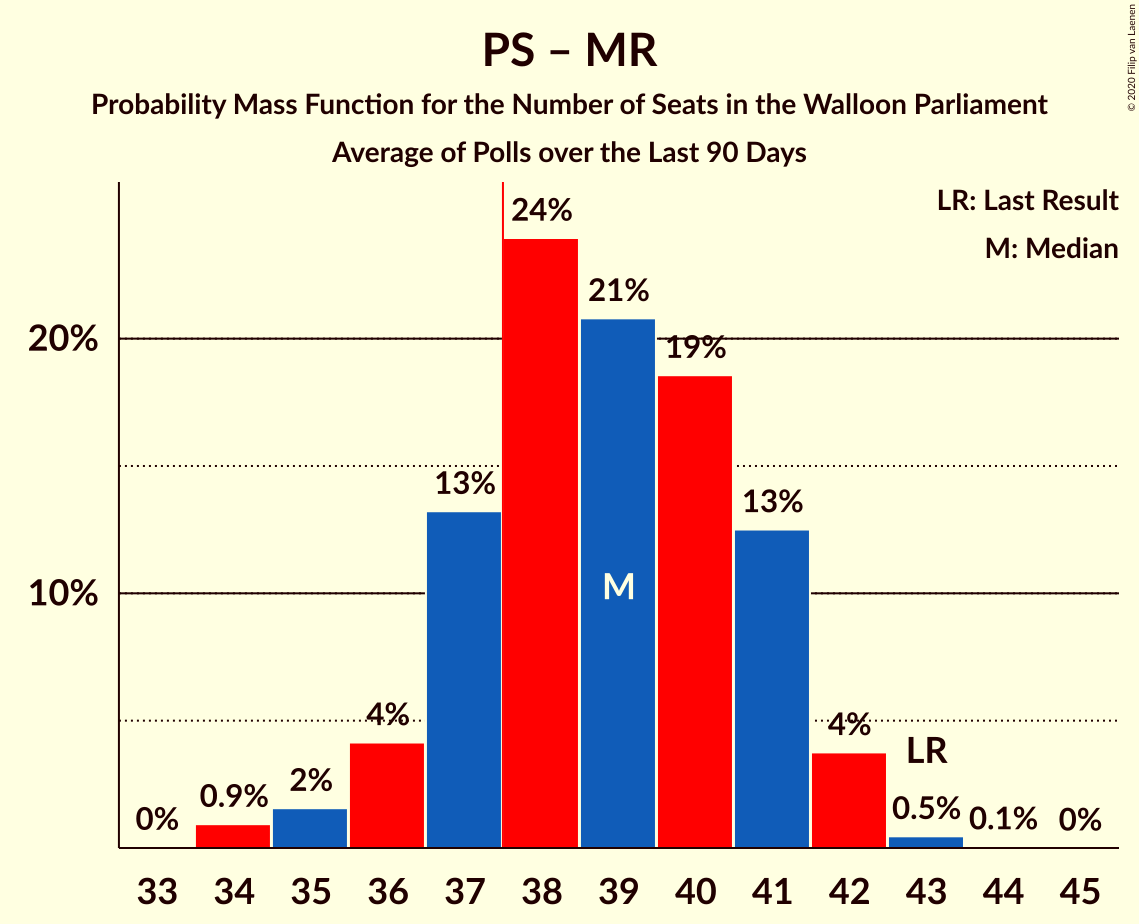 PS – MR
Probability Mass Function for the Number of Seats in the Walloon Parliament
Average of Polls over the Last 90 Days
© 2020 Filip van Laenen
LR: Last Result
M: Median
24%
21%
20%
19%
13%
13%
10%
M
4%
4%
LR
2%
0.9%
0.5%
0% 0.1% 0%
33 34 35 36 37 38 39 40 41 42 43 44 45